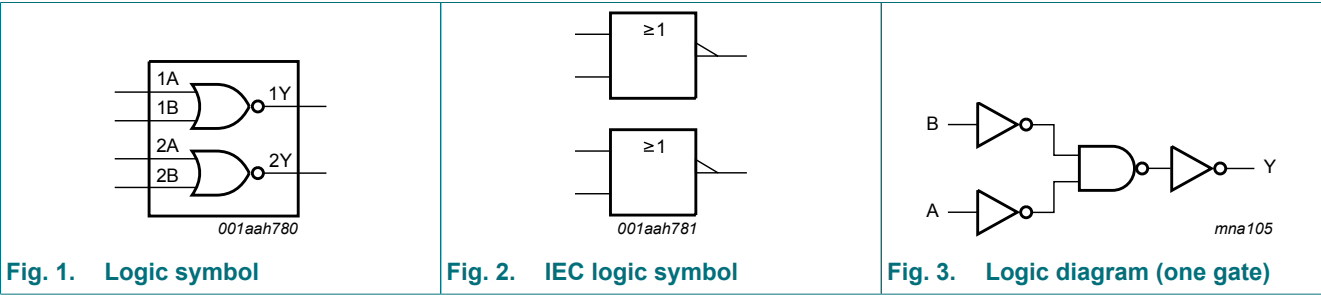 1A
1B
1Y
2A
2B
2Y
001aah780
Fig. 1. Logic symbol
≥1
≥1
001aah781
Fig. 2. IEC logic symbol
B
A
Y
mna105
Fig. 3. Logic diagram (one gate)